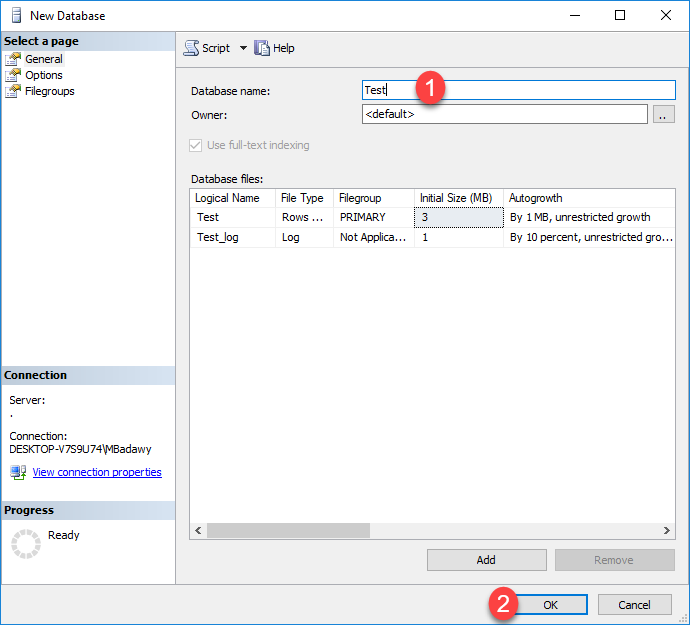 New Database
Select a page
General
Options
Filegroups
Script Help
Database name: Test 1
Owner: <default> ..
Use full-text indexing
Database files:
Logical Name File Type Filegroup Initial Size (MB) Autogrowth
Test Rows ... PRIMARY 3 By 1 MB, unrestricted growth
Test_log Log Not Applica... 1 By 10 percent, unrestricted gro...
Connection
Server:
.
Connection:
DESKTOP-V7S9U74\MBadawy
View connection properties
Progress
Ready
Add Remove
2 OK Cancel